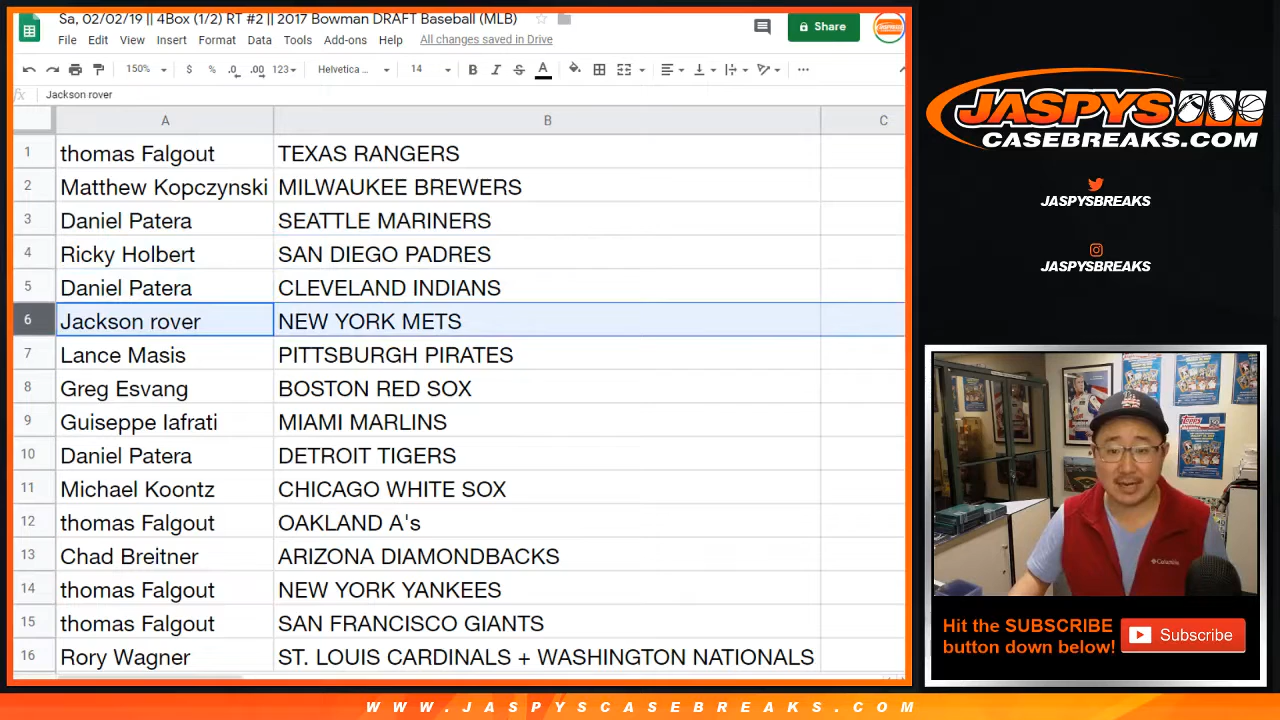 Sa, 02/02/19 || 4Box (1/2) RT #2 || 2017 Bowman DRAFT Baseball (MLB)
File Edit View Insert Format Data Tools Add-ons Help All changes saved in Drive
Share
150% $ % .0 .00 123 Helvetica ... 14 B I S A
fx Jackson rover
A B C
1 thomas Falgout TEXAS RANGERS
2 Matthew Kopczynski MILWAUKEE BREWERS
3 Daniel Patera SEATTLE MARINERS
4 Ricky Holbert SAN DIEGO PADRES
5 Daniel Patera CLEVELAND INDIANS
6 Jackson rover NEW YORK METS
7 Lance Masis PITTSBURGH PIRATES
8 Greg Esvang BOSTON RED SOX
9 Guiseppe Iafrati MIAMI MARLINS
10 Daniel Patera DETROIT TIGERS
11 Michael Koontz CHICAGO WHITE SOX
12 thomas Falgout OAKLAND A's
13 Chad Breitner ARIZONA DIAMONDBACKS
14 thomas Falgout NEW YORK YANKEES
15 thomas Falgout SAN FRANCISCO GIANTS
16 Rory Wagner ST. LOUIS CARDINALS + WASHINGTON NATIONALS
JASPYS
CASEBREAKS.COM
JASPYSBREAKS
JASPYSBREAKS
Topps
Columbia
Hit the SUBSCRIBE
button down below!
Subscribe
WWW.JASPYSCASEBREAKS.COM